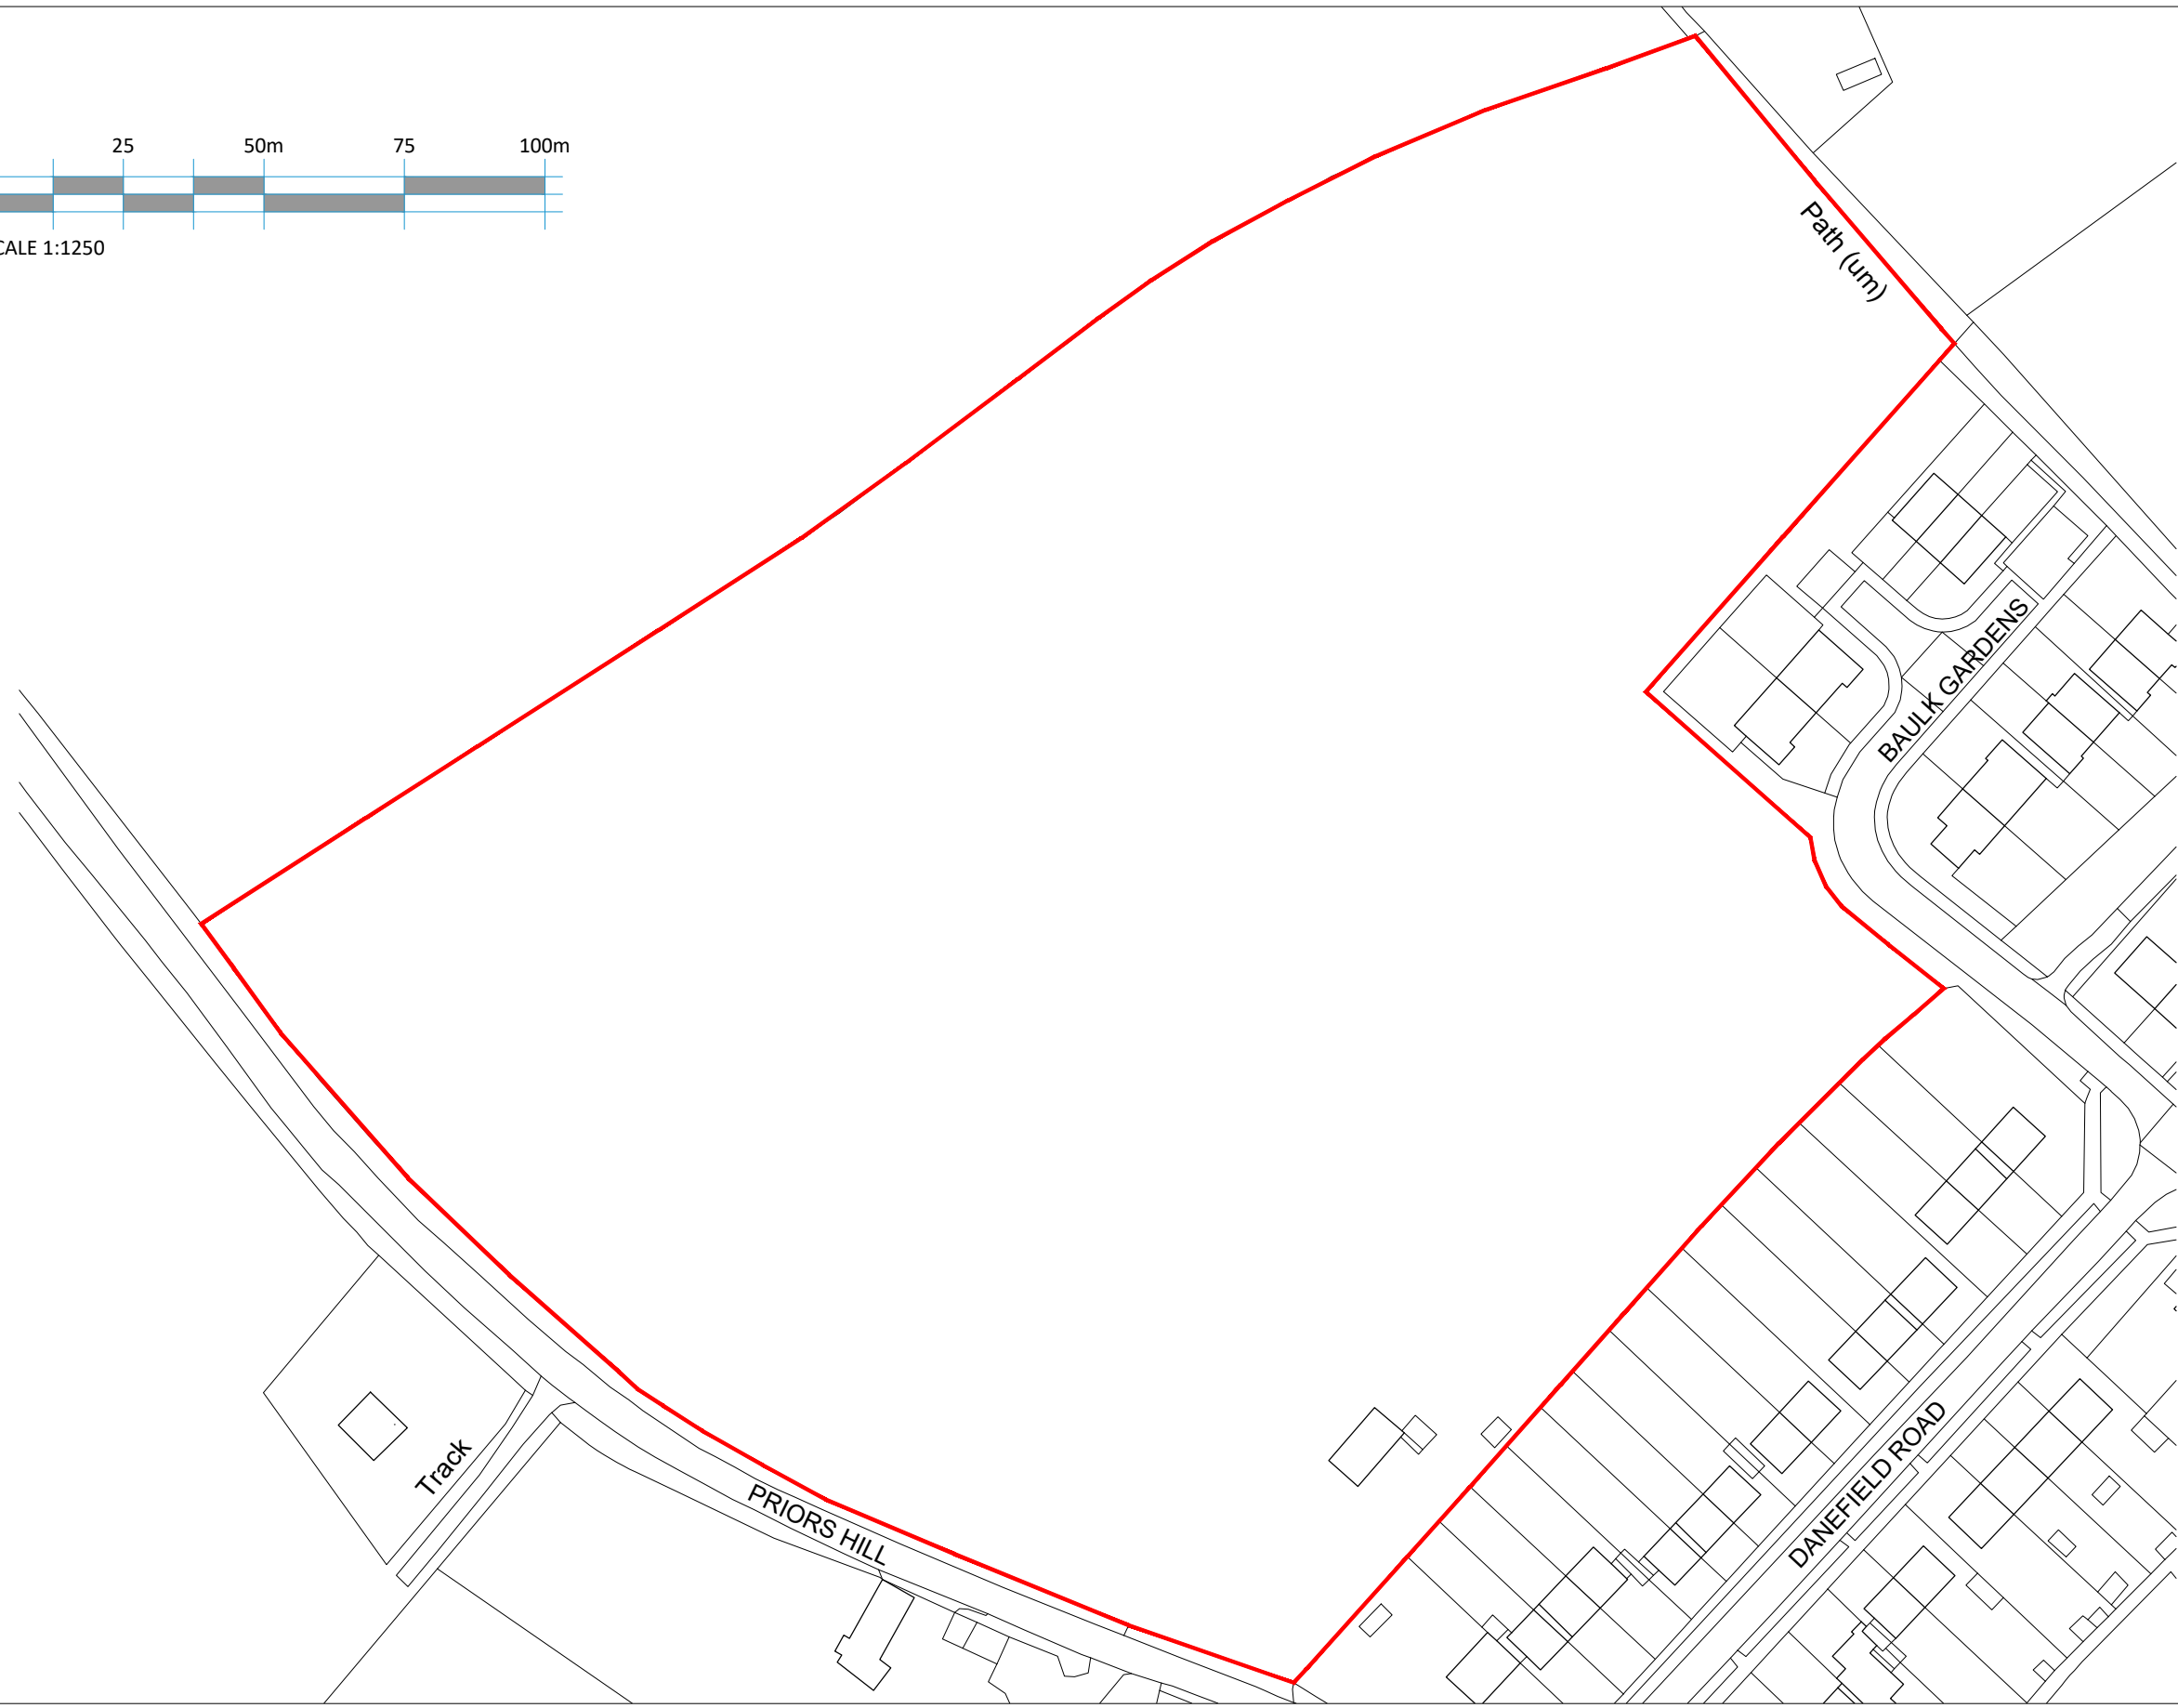 25 50m 75 100m
CALE 1:1250
Path (um)
BAULK GARDENS
DANEFIELD ROAD
Track
PRIORS HILL